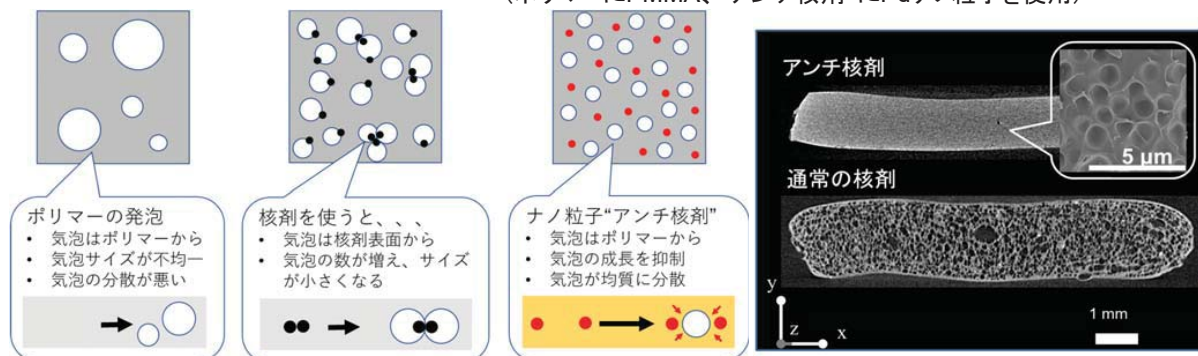 ポリマーの発泡
• 気泡はポリマーから
• 気泡サイズが不均一
• 気泡の分散が悪い
核剤を使うと、、、
• 気泡は核剤表面から
• 気泡の数が増え、サイズ
が小さくなる
ナノ粒子“アンチ核剤”
• 気泡はポリマーから
• 気泡の成長を抑制
• 気泡が均質に分散
アンチ核剤
5 μm
通常の核剤
y
z
x
1 mm